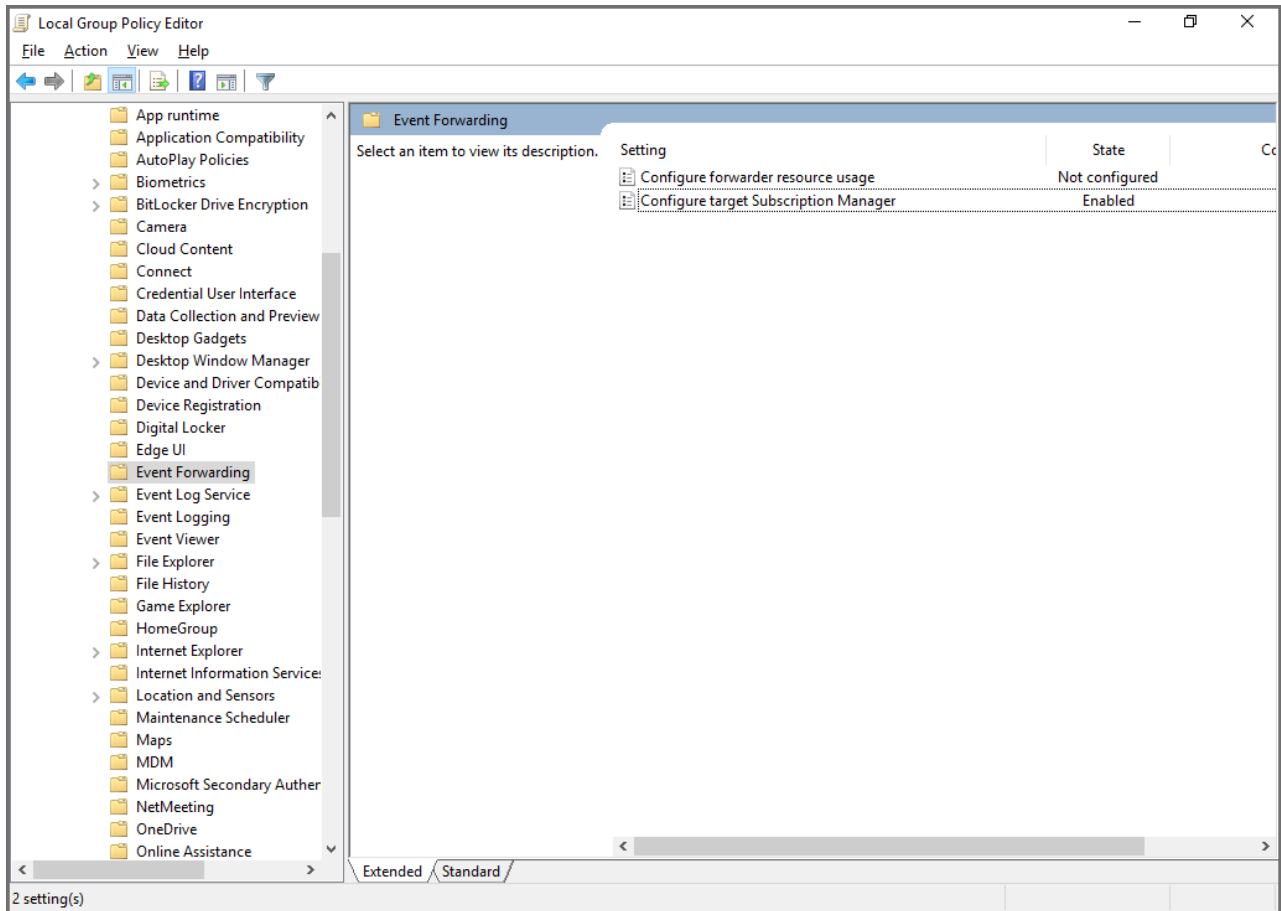 Local Group Policy Editor
File Action View Help
App runtime
Application Compatibility
AutoPlay Policies
Biometrics
BitLocker Drive Encryption
Camera
Cloud Content
Connect
Credential User Interface
Data Collection and Preview
Desktop Gadgets
Desktop Window Manager
Device and Driver Compatib
Device Registration
Digital Locker
Edge UI
Event Forwarding
Event Log Service
Event Logging
Event Viewer
File Explorer
File History
Game Explorer
HomeGroup
Internet Explorer
Internet Information Services
Location and Sensors
Maintenance Scheduler
Maps
MDM
Microsoft Secondary Auther
NetMeeting
OneDrive
Online Assistance
Event Forwarding
Select an item to view its description.
Setting State Co
Configure forwarder resource usage Not configured
Configure target Subscription Manager Enabled
Extended Standard
2 setting(s)